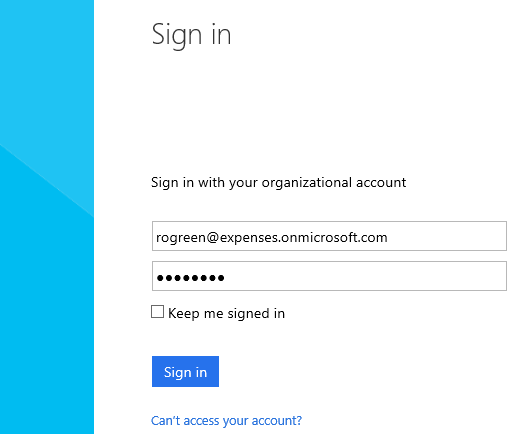 Sign in
Sign in with your organizational account
rogreen@expenses.onmicrosoft.com
●●●●●●●●
Keep me signed in
Sign in
Can't access your account?